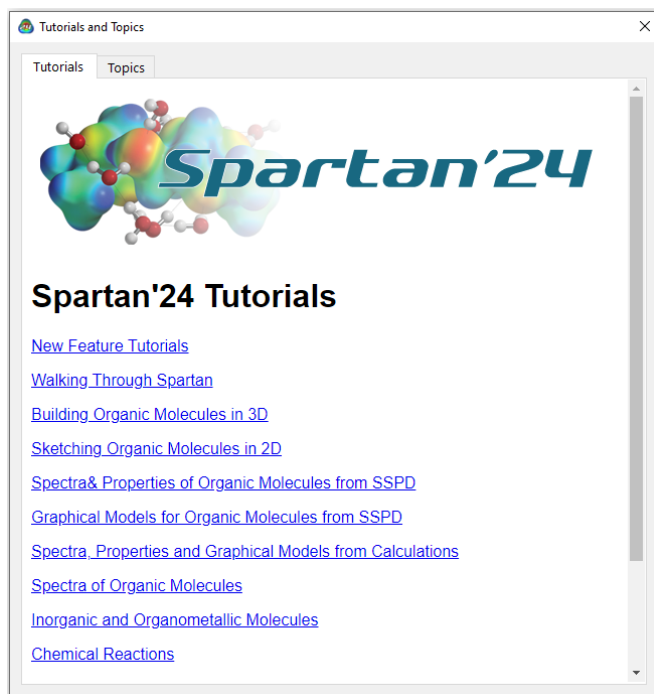 Tutorials and Topics
Tutorials Topics
Spartan'24
Spartan'24 Tutorials
New Feature Tutorials
Walking Through Spartan
Building Organic Molecules in 3D
Sketching Organic Molecules in 2D
Spectra& Properties of Organic Molecules from SSPD
Graphical Models for Organic Molecules from SSPD
Spectra, Properties and Graphical Models from Calculations
Spectra of Organic Molecules
Inorganic and Organometallic Molecules
Chemical Reactions